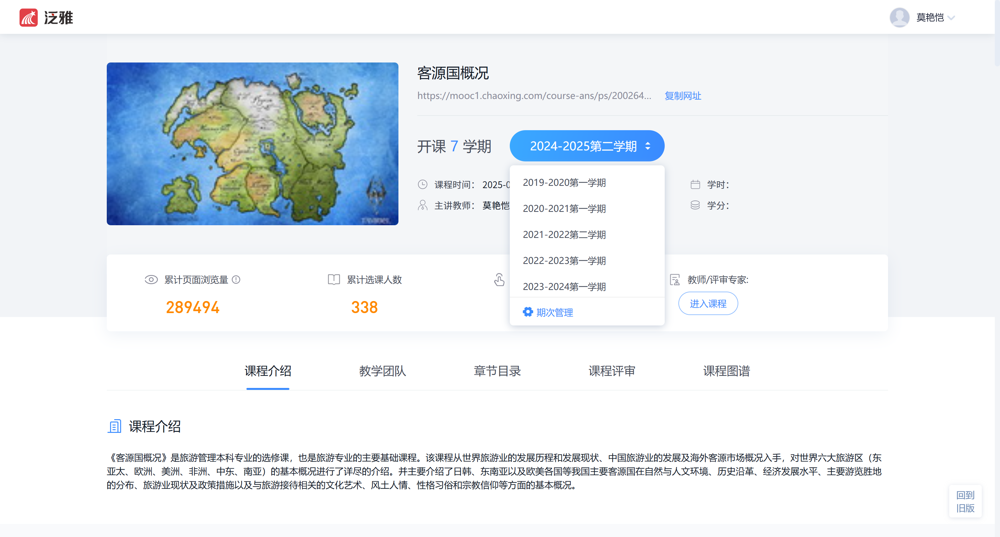 泛雅
莫艳恺
客源国概况
https://mooc1.chaoxing.com/course-ans/ps/200264... 复制网址
开课 7 学期 2024-2025第二学期
课程时间： 2025-0
学时：
主讲教师： 莫艳恺
学分：
2019-2020第一学期
2020-2021第一学期
2021-2022第二学期
2022-2023第一学期
2023-2024第一学期
期次管理
累计页面浏览量
289494
累计选课人数
338
教师/评审专家:
进入课程
课程介绍 教学团队 章节目录 课程评审 课程图谱
课程介绍
《客源国概况》是旅游管理本科专业的选修课，也是旅游专业的主要基础课程。该课程从世界旅游业的发展历程和发展现状、中国旅游业的发展及海外客源市场概况入手，对世界六大旅游区（东
亚太、欧洲、美洲、非洲、中东、南亚）的基本概况进行了详尽的介绍。并主要介绍了日韩、东南亚以及欧美各国等我国主要客源国在自然与人文环境、历史沿革、经济发展水平、主要游览胜地
的分布、旅游业现状及政策措施以及与旅游接待相关的文化艺术、风土人情、性格习俗和宗教信仰等方面的基本概况。
回到
旧版